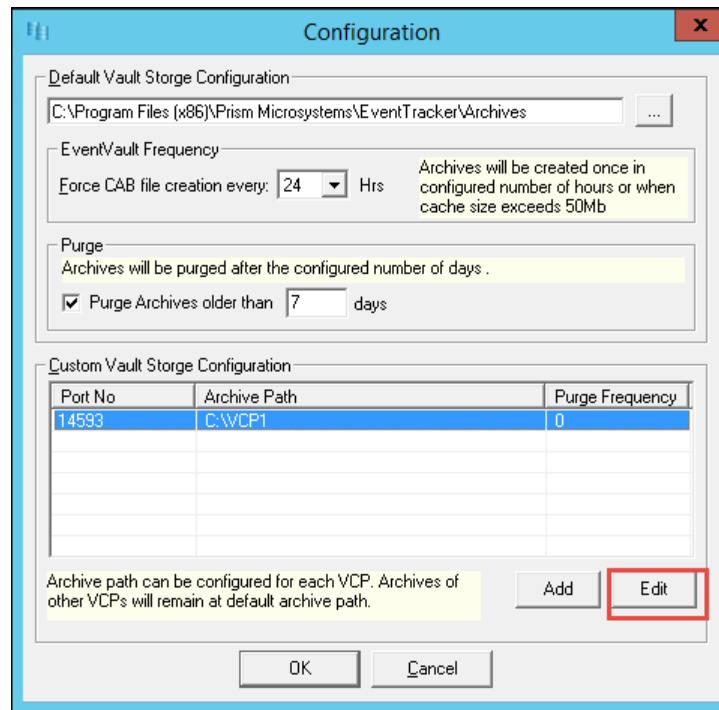 Configuration
x
Default Vault Storge Configuration
C:\Program Files (x86)\Prism Microsystems\EventTracker\Archives
...
EventVault Frequency
Force CAB file creation every: 24 Hrs
Archives will be created once in
configured number of hours or when
cache size exceeds 50Mb
Purge
Archives will be purged after the configured number of days .
Purge Archives older than 7 days
Custom Vault Storge Configuration
Port No Archive Path Purge Frequency
14593 C:\VCP1 0
Archive path can be configured for each VCP. Archives of
other VCPs will remain at default archive path.
Add Edit
OK Cancel